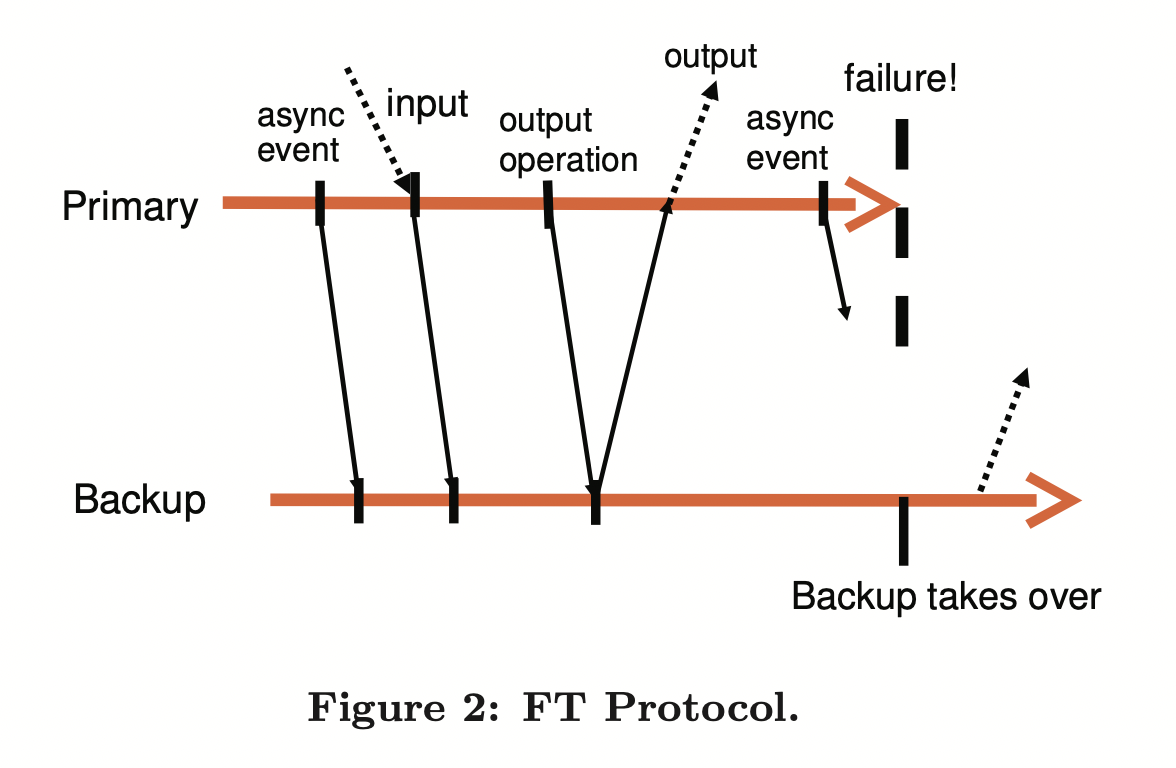 output
failure!
input
async
event
output
operation
async
event
Primary
Backup
Backup takes over
Figure 2: FT Protocol.